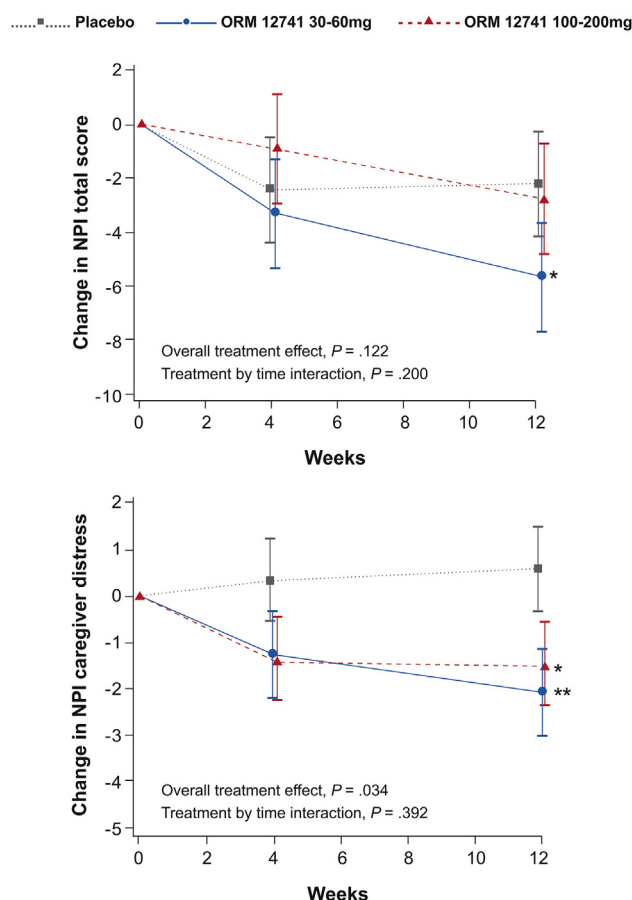 Placebo ORM 12741 30-60mg ORM 12741 100-200mg
Change in NPI total score
2
0
-2
-4
-6
-8
-10
*
Overall treatment effect, P = .122
Treatment by time interaction, P = .200
0 2 4 6 8 10 12
Weeks
Change in NPI caregiver distress
2
1
0
-1
-2
-3
-4
-5
*
**
Overall treatment effect, P = .034
Treatment by time interaction, P = .392
0 2 4 6 8 10 12
Weeks